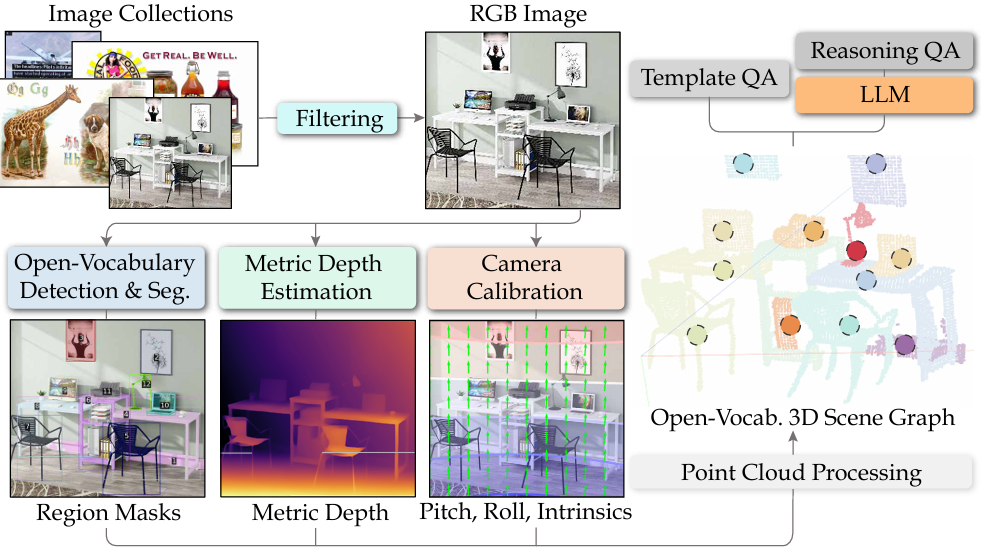 Image Collections
RGB Image
GET REAL. BE WELL.
Gg
Hb
Filtering
Template QA
Reasoning QA
LLM
Open-Vocabulary
Detection & Seg.
Metric Depth
Estimation
Camera
Calibration
Open-Vocab. 3D Scene Graph
Point Cloud Processing
Region Masks
Metric Depth
Pitch, Roll, Intrinsics